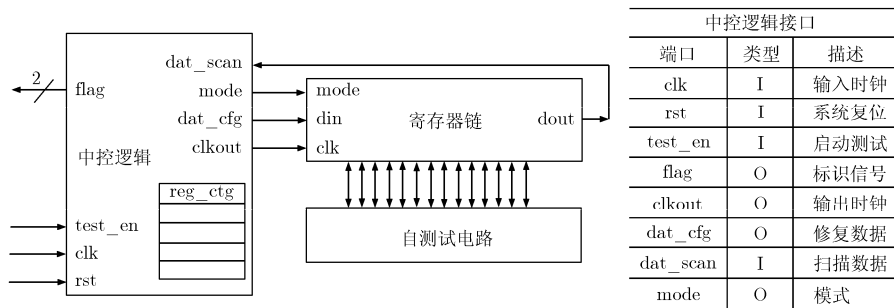 dat_scan
2
flag
mode
mode
dat_cfg
din
寄存器链
dout
clkout
clk
中控逻辑
reg_ctg
test_en
自测试电路
clk
rst
中控逻辑接口
端口 类型 描述
clk I 输入时钟
rst I 系统复位
test_en I 启动测试
flag O 标识信号
clkout O 输出时钟
dat_cfg O 修复数据
dat_scan I 扫描数据
mode O 模式